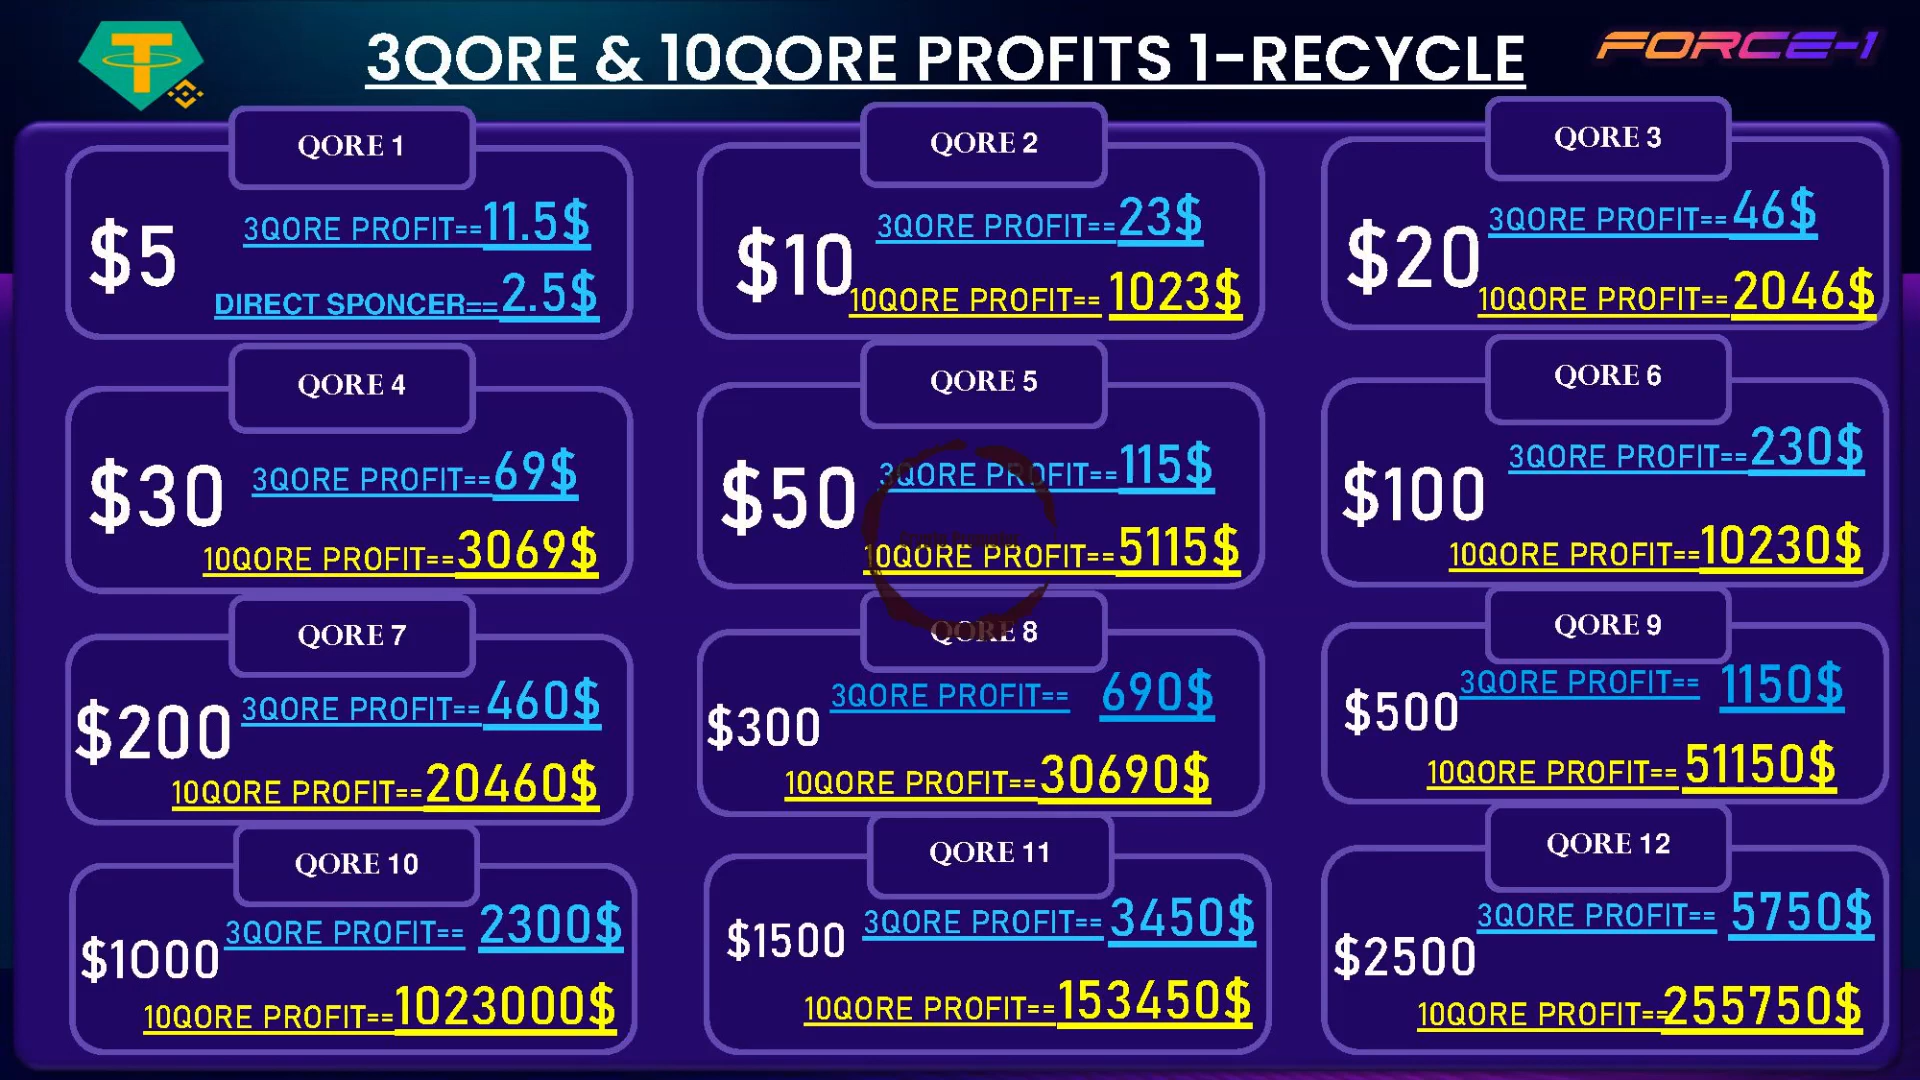 3QORE & 10QORE PROFITS 1-RECYCLE
FORCE-1
QORE 1
$5
3QORE PROFIT==11.5$
DIRECT SPONCER==2.5$
QORE 2
$10
3QORE PROFIT==23$
10QORE PROFIT== 1023$
QORE 3
$20
3QORE PROFIT==46$
10QORE PROFIT==2046$
QORE 4
$30
3QORE PROFIT==69$
10QORE PROFIT==3069$
QORE 5
$50
3QORE PROFIT==115$
10QORE PROFIT==5115$
QORE 6
$100
3QORE PROFIT==230$
10QORE PROFIT==10230$
QORE 7
$200
3QORE PROFIT==460$
10QORE PROFIT==20460$
QORE 8
$300
3QORE PROFIT== 690$
10QORE PROFIT==30690$
QORE 9
$500
3QORE PROFIT== 1150$
10QORE PROFIT== 51150$
QORE 10
$1000
3QORE PROFIT== 2300$
10QORE PROFIT==1023000$
QORE 11
$1500
3QORE PROFIT==3450$
10QORE PROFIT==153450$
QORE 12
$2500
3QORE PROFIT== 5750$
10QORE PROFIT==255750$